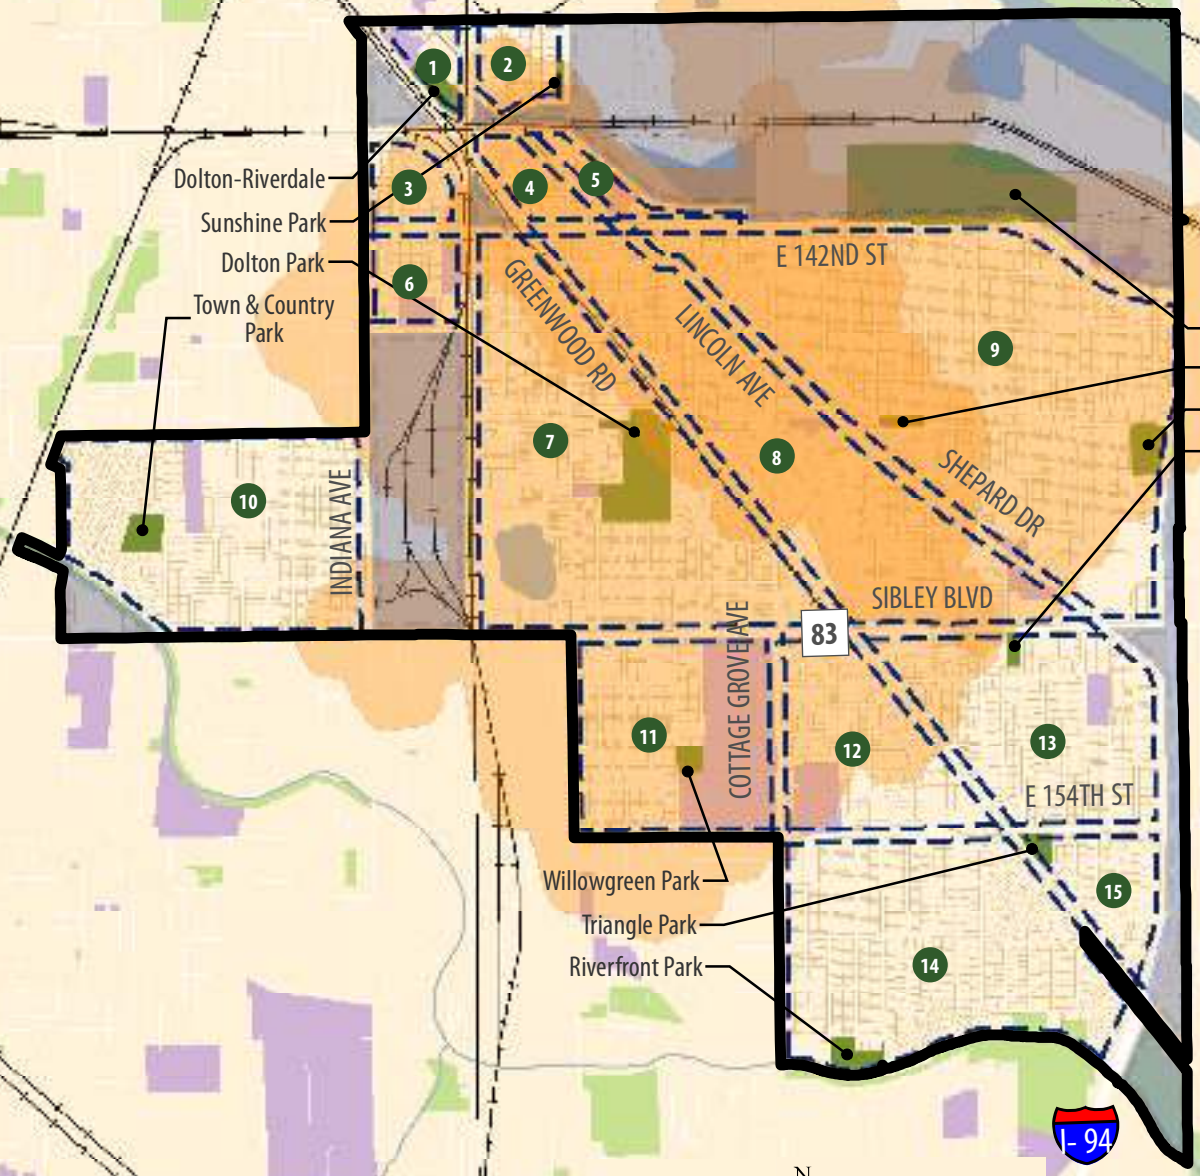 1
2
Dolton-Riverdale
3
4
5
Sunshine Park
E 142ND ST
Dolton Park
6
Town & Country
Park
GREENWOOD RD
LINCOLN AVE
9
7
8
10
INDIANA AVE
SHEPARD DR
SIBLEY BLVD
83
COTTAGE GROVE AVE
11
12
13
E 154TH ST
Willowgreen Park
15
Triangle Park
14
Riverfront Park
I- 94
N